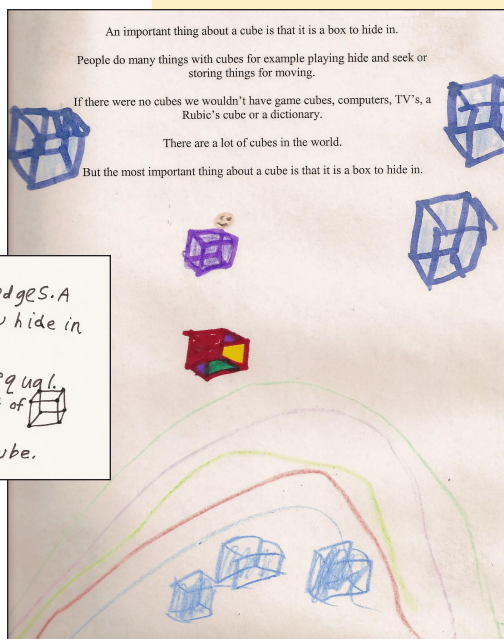 An important thing about a cube is that it is a box to hide in.
People do many things with cubes for example playing hide and seek or
storing things for moving.
If there were no cubes we wouldn't have game cubes, computers, TV's, a
Rubic's cube or a dictionary.
There are a lot of cubes in the world.
But the most important thing about a cube is that it is a box to hide in.
dges. A
hide in
qual.
of
be.